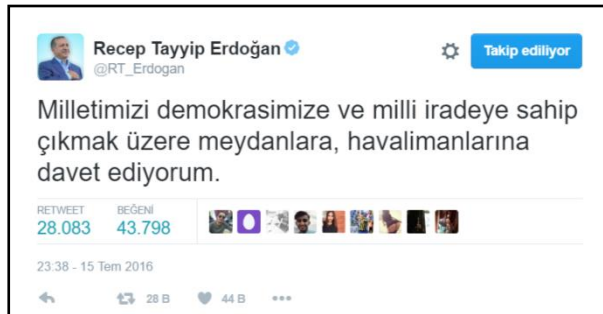 Recep Tayyip Erdoğan
@RT_Erdogan
Takip ediliyor
Milletimizi demokrasimize ve milli iradeye sahip
çıkmak üzere meydanlara, havalimanlarına
davet ediyorum.
RETWEET BEĞENİ
28.083 43.798
23:38 - 15 Tem 2016
28 B 44 B